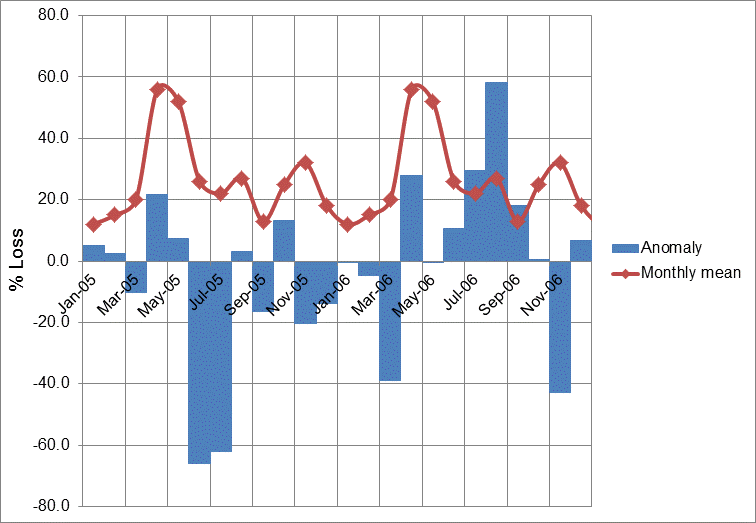 80.0
60.0
40.0
20.0
0.0
-20.0
-40.0
-60.0
-80.0
% Loss
Jan-05
Mar-05
May-05
Jul-05
Sep-05
Nov-05
Jan-06
Mar-06
May-06
Jul-06
Sep-06
Nov-06
Anomaly
Monthly mean